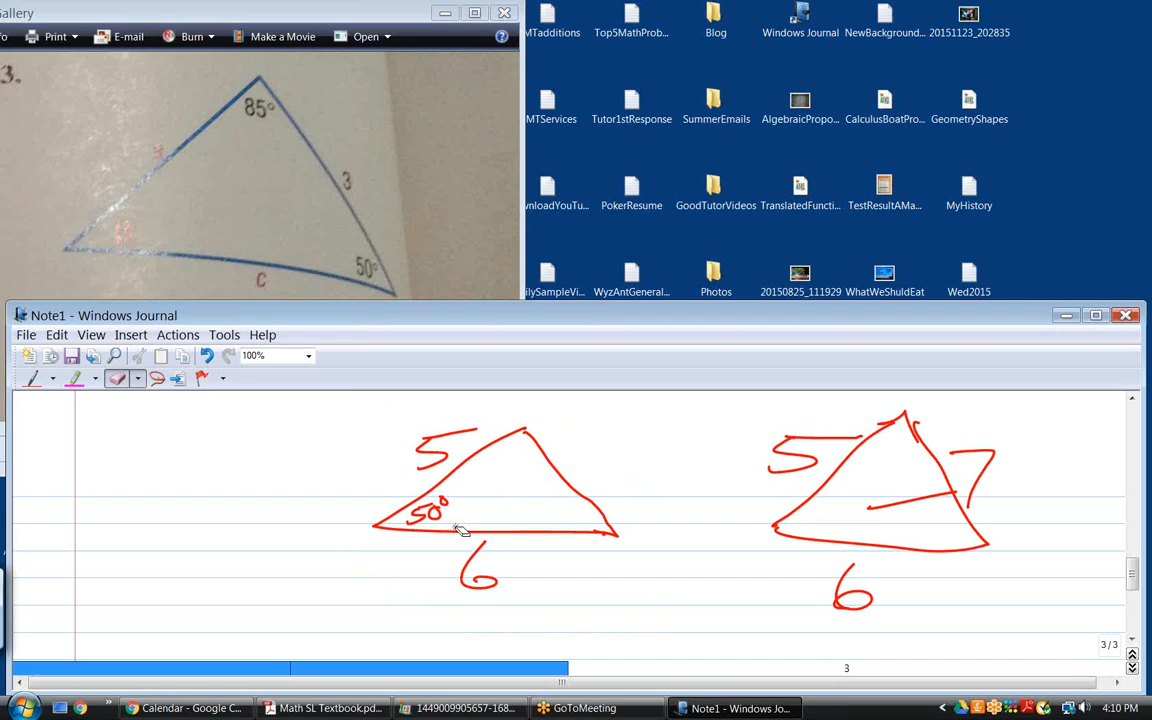 Gallery
fo Print E-mail Burn Make a Movie Open
3.
85°
3
50°
C
MTadditions Top5MathProb... Blog Windows Journal NewBackground... 20151123_202835
MTServices Tutor1stResponse SummerEmails AlgebraicPropo... CalculusBoatPro... GeometryShapes
wnloadYouTu... PokerResume GoodTutorVideos TranslatedFuncti... TestResultAMa... MyHistory
ilySampleVi... WyzAntGeneral... Photos 20150825_111929 WhatWeShuldEat Wed2015
Note1 - Windows Journal
File Edit View Insert Actions Tools Help
100%
5
50°
6
5
7
6
3/3
3
Calendar - Google C... Math SL Textbook.pd... 1449009905657-168... GoToMeeting Note1 - Windows Jo... 4:10 PM